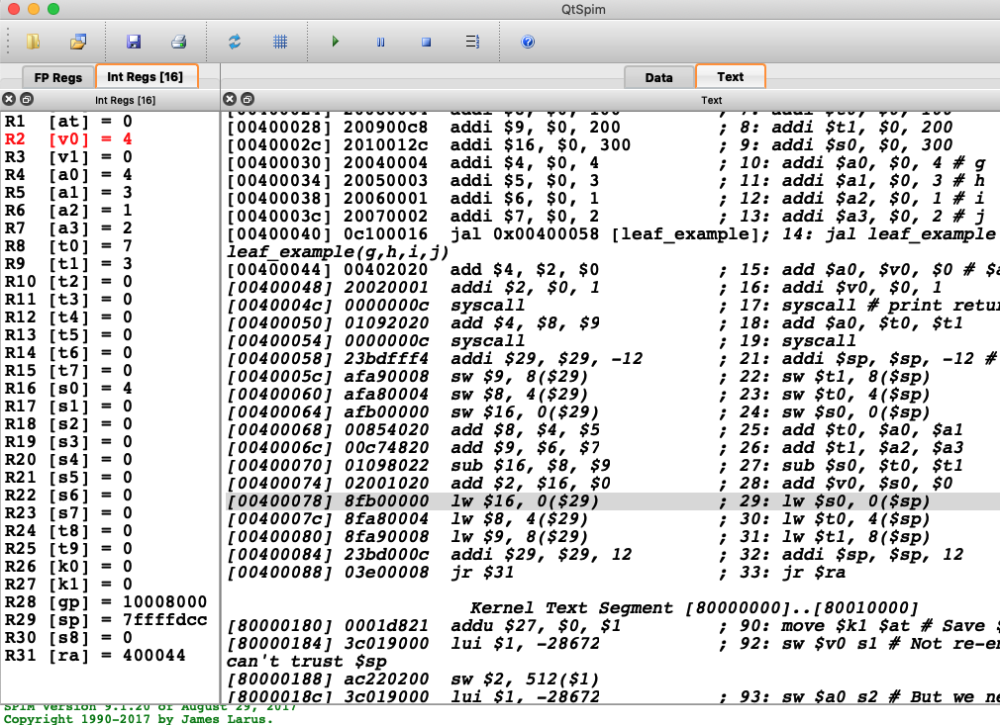 QtSpim
FP Regs
Int Regs [16]
Data
Text
Int Regs [16]
Text
R1 [at] = 0
R2 [v0] = 4
R3 [v1] = 0
R4 [a0] = 4
R5 [a1] = 3
R6 [a2] = 1
R7 [a3] = 2
R8 [t0] = 7
R9 [t1] = 3
R10 [t2] = 0
R11 [t3] = 0
R12 [t4] = 0
R13 [t5] = 0
R14 [t6] = 0
R15 [t7] = 0
R16 [s0] = 4
R17 [s1] = 0
R18 [s2] = 0
R19 [s3] = 0
R20 [s4] = 0
R21 [s5] = 0
R22 [s6] = 0
R23 [s7] = 0
R24 [t8] = 0
R25 [t9] = 0
R26 [k0] = 0
R27 [k1] = 0
R28 [gp] = 10008000
R29 [sp] = 7ffffdcc
R30 [s8] = 0
R31 [ra] = 400044
[00400028] 200900c8 addi $9, $0, 200 ; 8: addi $t1, $0, 200
[0040002c] 2010012c addi $16, $0, 300 ; 9: addi $s0, $0, 300
[00400030] 20040004 addi $4, $0, 4 ; 10: addi $a0, $0, 4 # g
[00400034] 20050003 addi $5, $0, 3 ; 11: addi $a1, $0, 3 # h
[00400038] 20060001 addi $6, $0, 1 ; 12: addi $a2, $0, 1 # i
[0040003c] 20070002 addi $7, $0, 2 ; 13: addi $a3, $0, 2 # j
[00400040] 0c100016 jal 0x00400058 [leaf_example]; 14: jal leaf_example
leaf_example(g,h,i,j)
[00400044] 00402020 add $4, $2, $0 ; 15: add $a0, $v0, $0 # $a
[00400048] 20020001 addi $2, $0, 1 ; 16: addi $v0, $0, 1
[0040004c] 0000000c syscall ; 17: syscall # print retur
[00400050] 01092020 add $4, $8, $9 ; 18: add $a0, $t0, $t1
[00400054] 0000000c syscall ; 19: syscall
[00400058] 23bdfff4 addi $29, $29, -12 ; 21: addi $sp, $sp, -12 #
[0040005c] afa90008 sw $9, 8($29) ; 22: sw $t1, 8($sp)
[00400060] afa80004 sw $8, 4($29) ; 23: sw $t0, 4($sp)
[00400064] afb00000 sw $16, 0($29) ; 24: sw $s0, 0($sp)
[00400068] 00854020 add $8, $4, $5 ; 25: add $t0, $a0, $a1
[0040006c] 00c74820 add $9, $6, $7 ; 26: add $t1, $a2, $a3
[00400070] 01098022 sub $16, $8, $9 ; 27: sub $s0, $t0, $t1
[00400074] 02001020 add $2, $16, $0 ; 28: add $v0, $s0, $0
[00400078] 8fb00000 lw $16, 0($29) ; 29: lw $s0, 0($sp)
[0040007c] 8fa80004 lw $8, 4($29) ; 30: lw $t0, 4($sp)
[00400080] 8fa90008 lw $9, 8($29) ; 31: lw $t1, 8($sp)
[00400084] 23bd000c addi $29, $29, 12 ; 32: addi $sp, $sp, 12
[00400088] 03e00008 jr $31 ; 33: jr $ra
Kernel Text Segment [80000000]..[80010000]
[80000180] 0001d821 addu $27, $0, $1 ; 90: move $k1 $at # Save $
[80000184] 3c019000 lui $1, -28672 ; 92: sw $v0 s1 # Not re-en
can't trust $sp
[80000188] ac220200 sw $2, 512($1)
[8000018c] 3c019000 lui $1, -28672 ; 93: sw $a0 s2 # But we ne
SPIM Version 9.1.20 of August 29, 2017
Copyright 1990-2017 by James Larus.